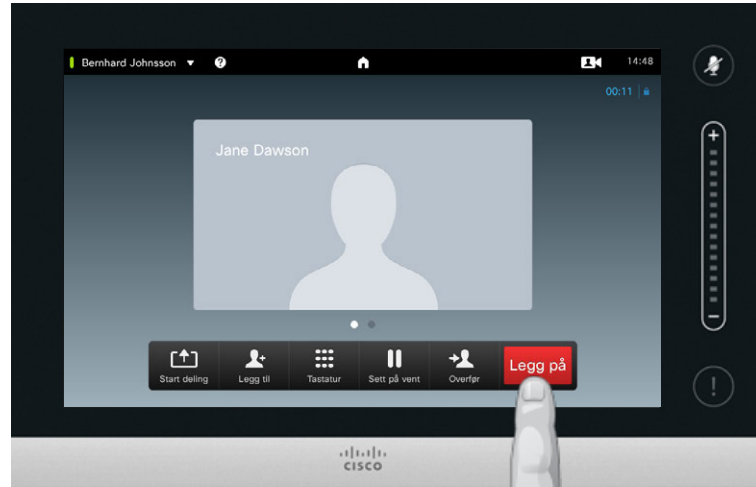 Bernhard Johnsson
?
14:48
00:11
Jane Dawson
+
Start deling
Legg til
Tastatur
Sett på vent
Overfør
Legg på
−
!
CISCO